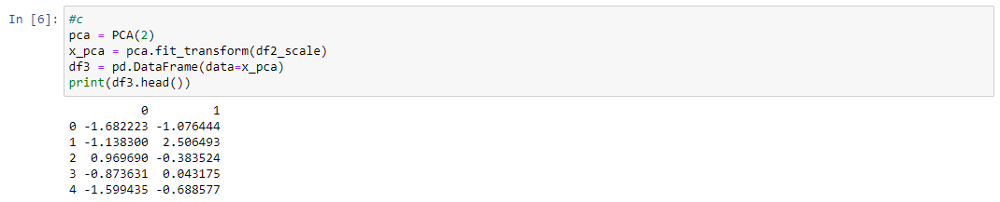 In [6]: #c
pca = PCA(2)
x_pca = pca.fit_transform(df2_scale)
df3 = pd.DataFrame(data=x_pca)
print(df3.head())
0 1
0 -1.682223 -1.076444
1 -1.138300 2.506493
2 0.969690 -0.383524
3 -0.873631 0.043175
4 -1.599435 -0.688577